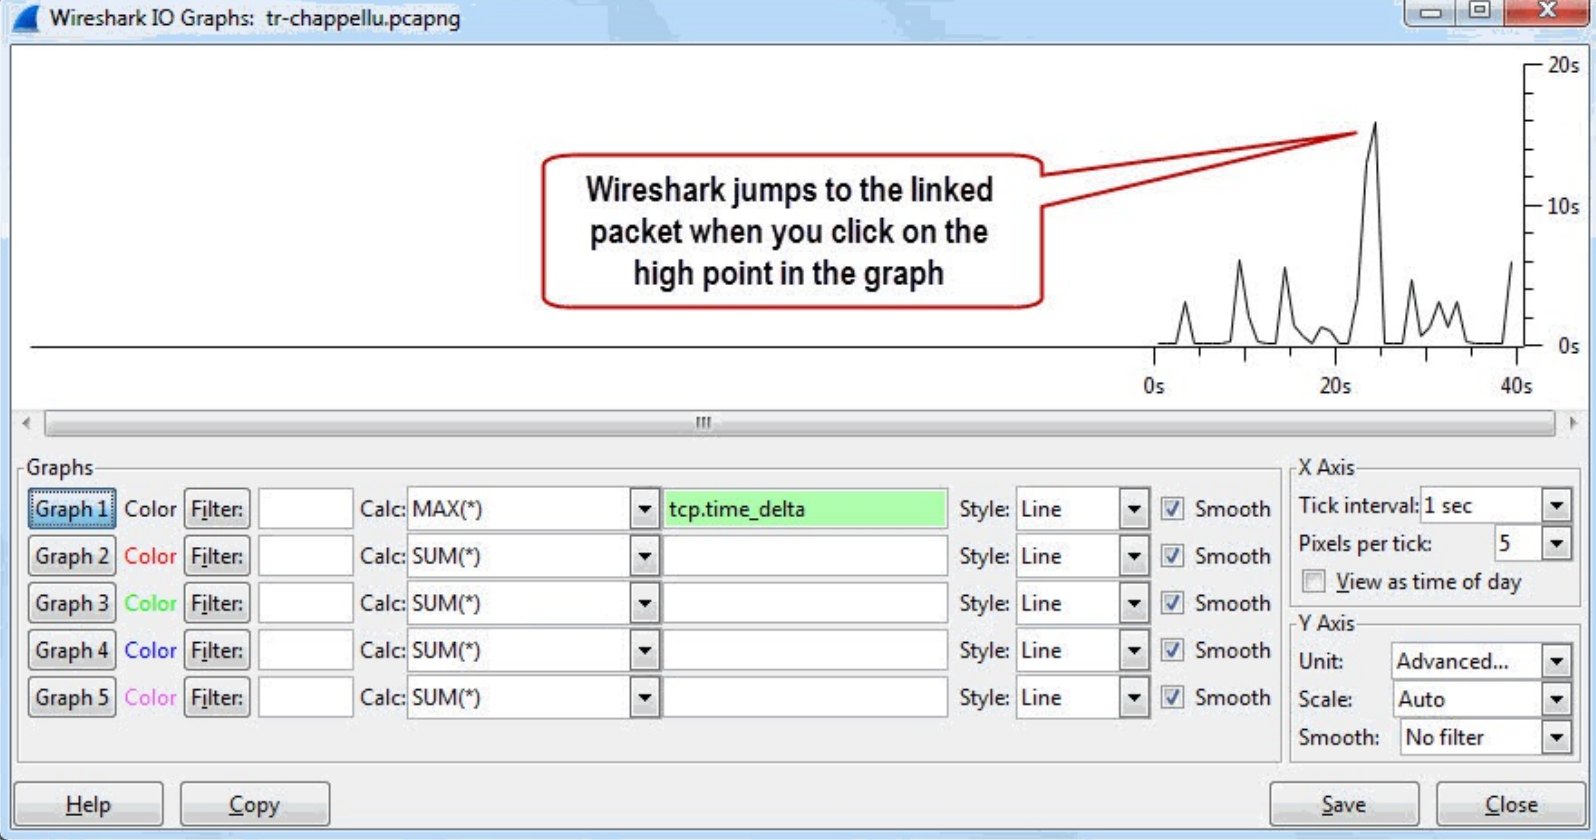 Wireshark IO Graphs: tr-chappellu.pcapng
20s
Wireshark jumps to the linked
packet when you click on the
high point in the graph
10s
0s
0s 20s 40s
Graphs
Graph 1 Color Filter: Calc: MAX(*) tcp.time_delta Style: Line Smooth
Graph 2 Color Filter: Calc: SUM(*) Style: Line Smooth
Graph 3 Color Filter: Calc: SUM(*) Style: Line Smooth
Graph 4 Color Filter: Calc: SUM(*) Style: Line Smooth
Graph 5 Color Filter: Calc: SUM(*) Style: Line Smooth
X Axis
Tick interval: 1 sec
Pixels per tick: 5
View as time of day
Y Axis
Unit: Advanced...
Scale: Auto
Smooth: No filter
Help Copy Save Close